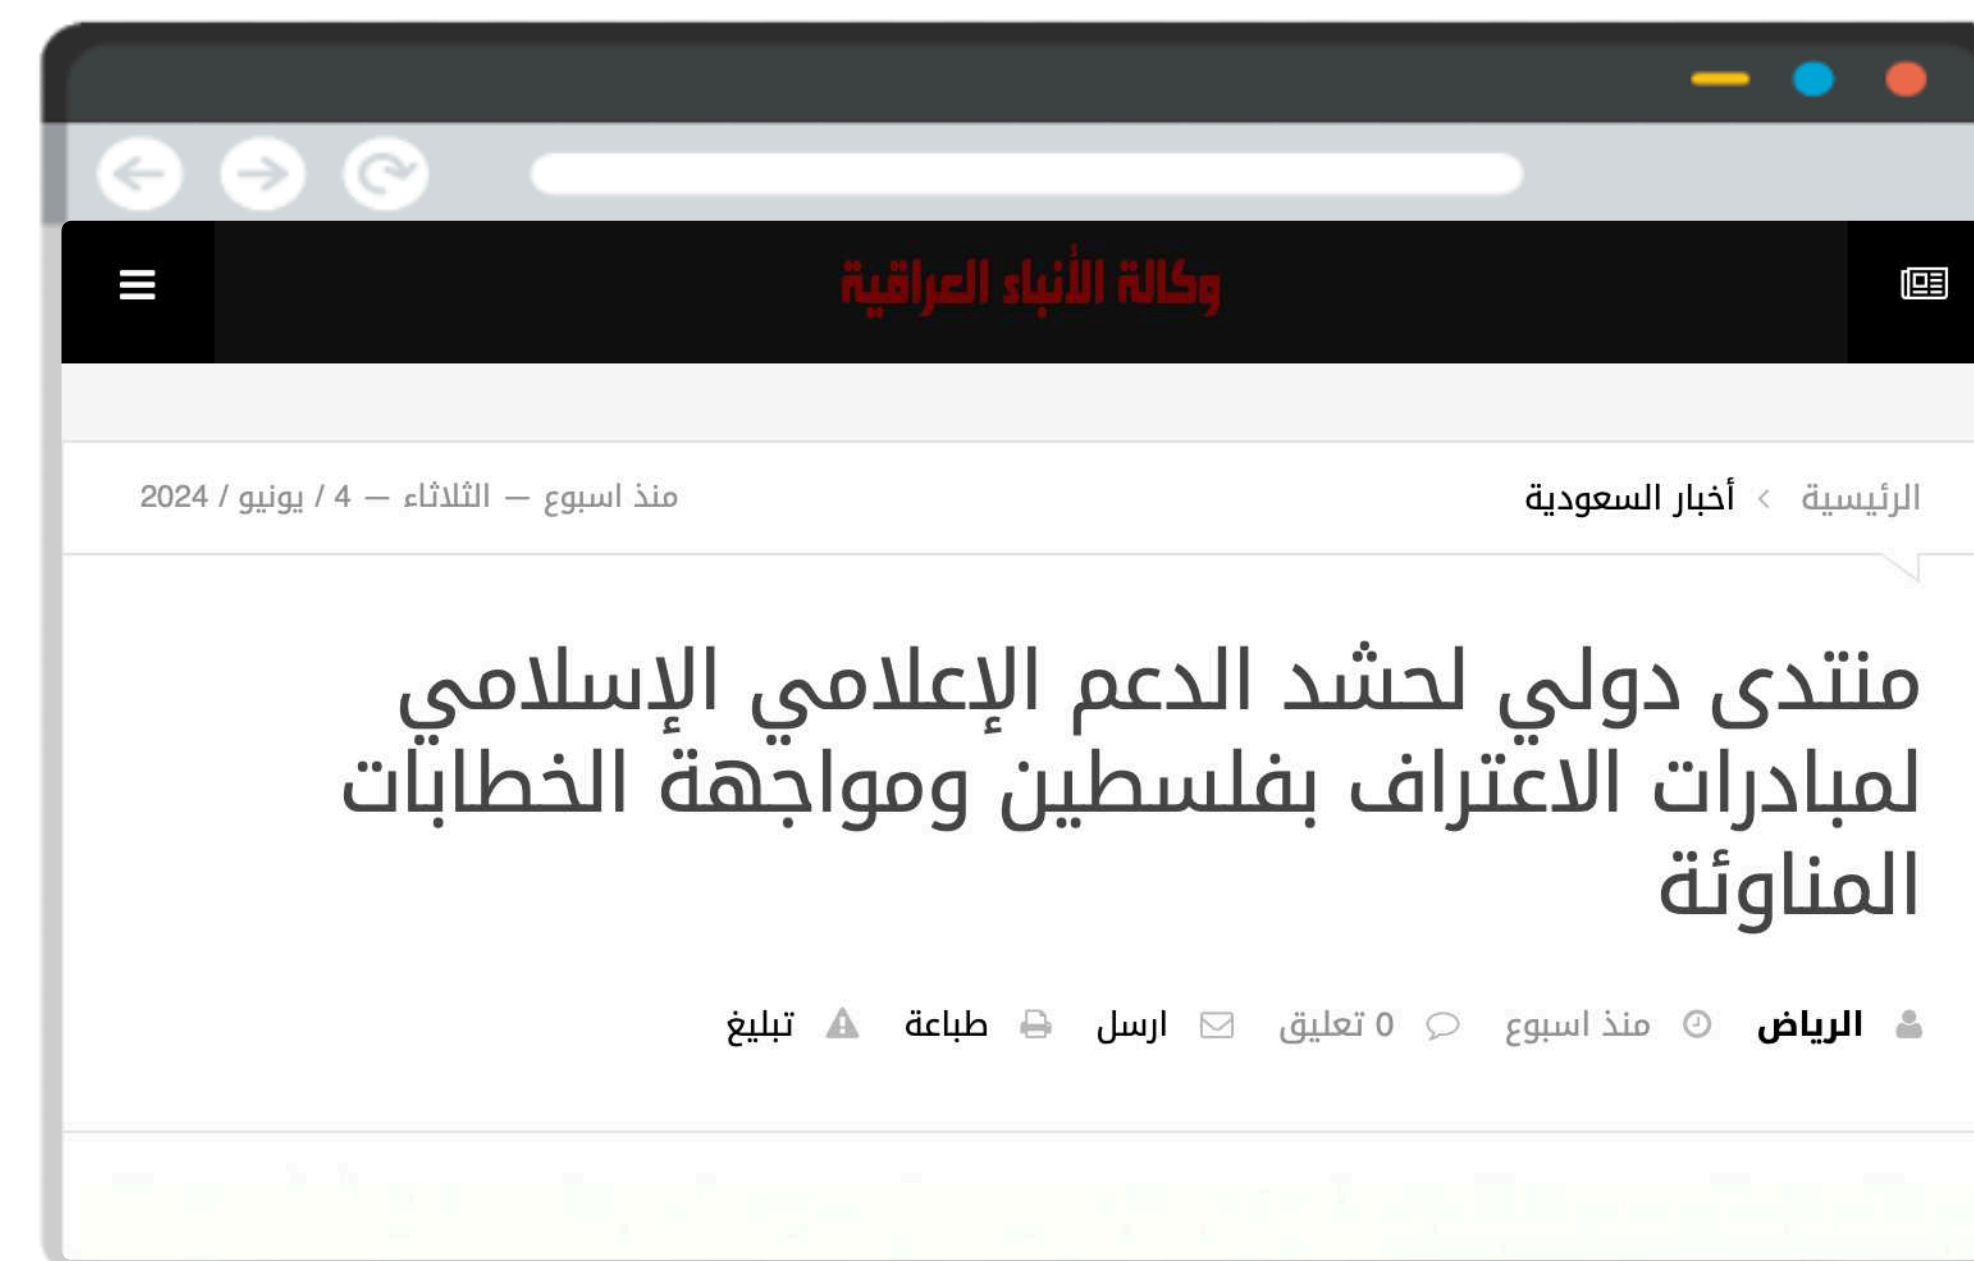 وكالة الأنباء العراقية
الرئيسية › أخبار السعودية
منذ اسبوع — الثلاثاء — 4 / يونيو / 2024
منتدى دولي لحشد الدعم الإعلامي الإسلامي
لمبادرات الاعتراف بفلسطين ومواجهة الخطابات
المناوئة
الرياض منذ اسبوع 0 تعليق ارسل طباعة تبليغ